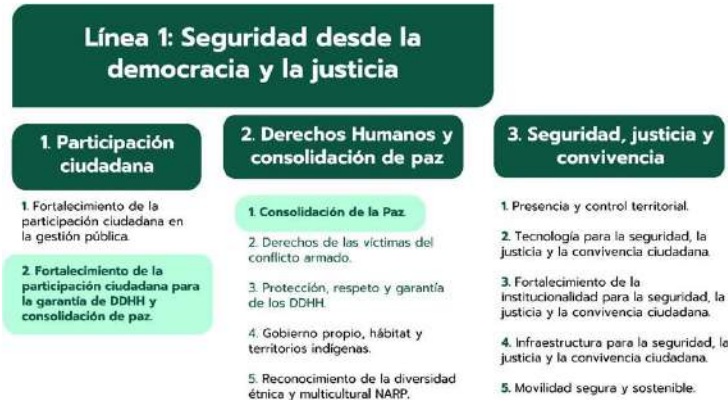 Línea 1: Seguridad desde la
democracia y la justicia
1. Participación
ciudadana
1. Fortalecimiento de la
participación ciudadana en
la gestión pública.
2. Fortalecimiento de la
participación ciudadana para
la garantía de DDHH y
consolidación de paz.
2. Derechos Humanos y
consolidación de paz
1. Consolidación de la Paz
2. Derechos de las víctimas del
conflicto armado.
3. Protección, respeto y garantía
de los DDHH.
4. Gobierno propio, hábitat y
territorios indígenas.
5. Reconocimiento de la diversidad
étnica y multicultural NARP.
3. Seguridad, justicia y
convivencia
1. Presencia y control territorial.
2. Tecnología para la seguridad, la
justicia y la convivencia ciudadana.
3. Fortalecimiento de la
institucionalidad para la seguridad, la
justicia y la convivencia ciudadana.
4. Infraestructura para la seguridad, la
justicia y la convivencia ciudadana.
5. Movilidad segura y sostenible.